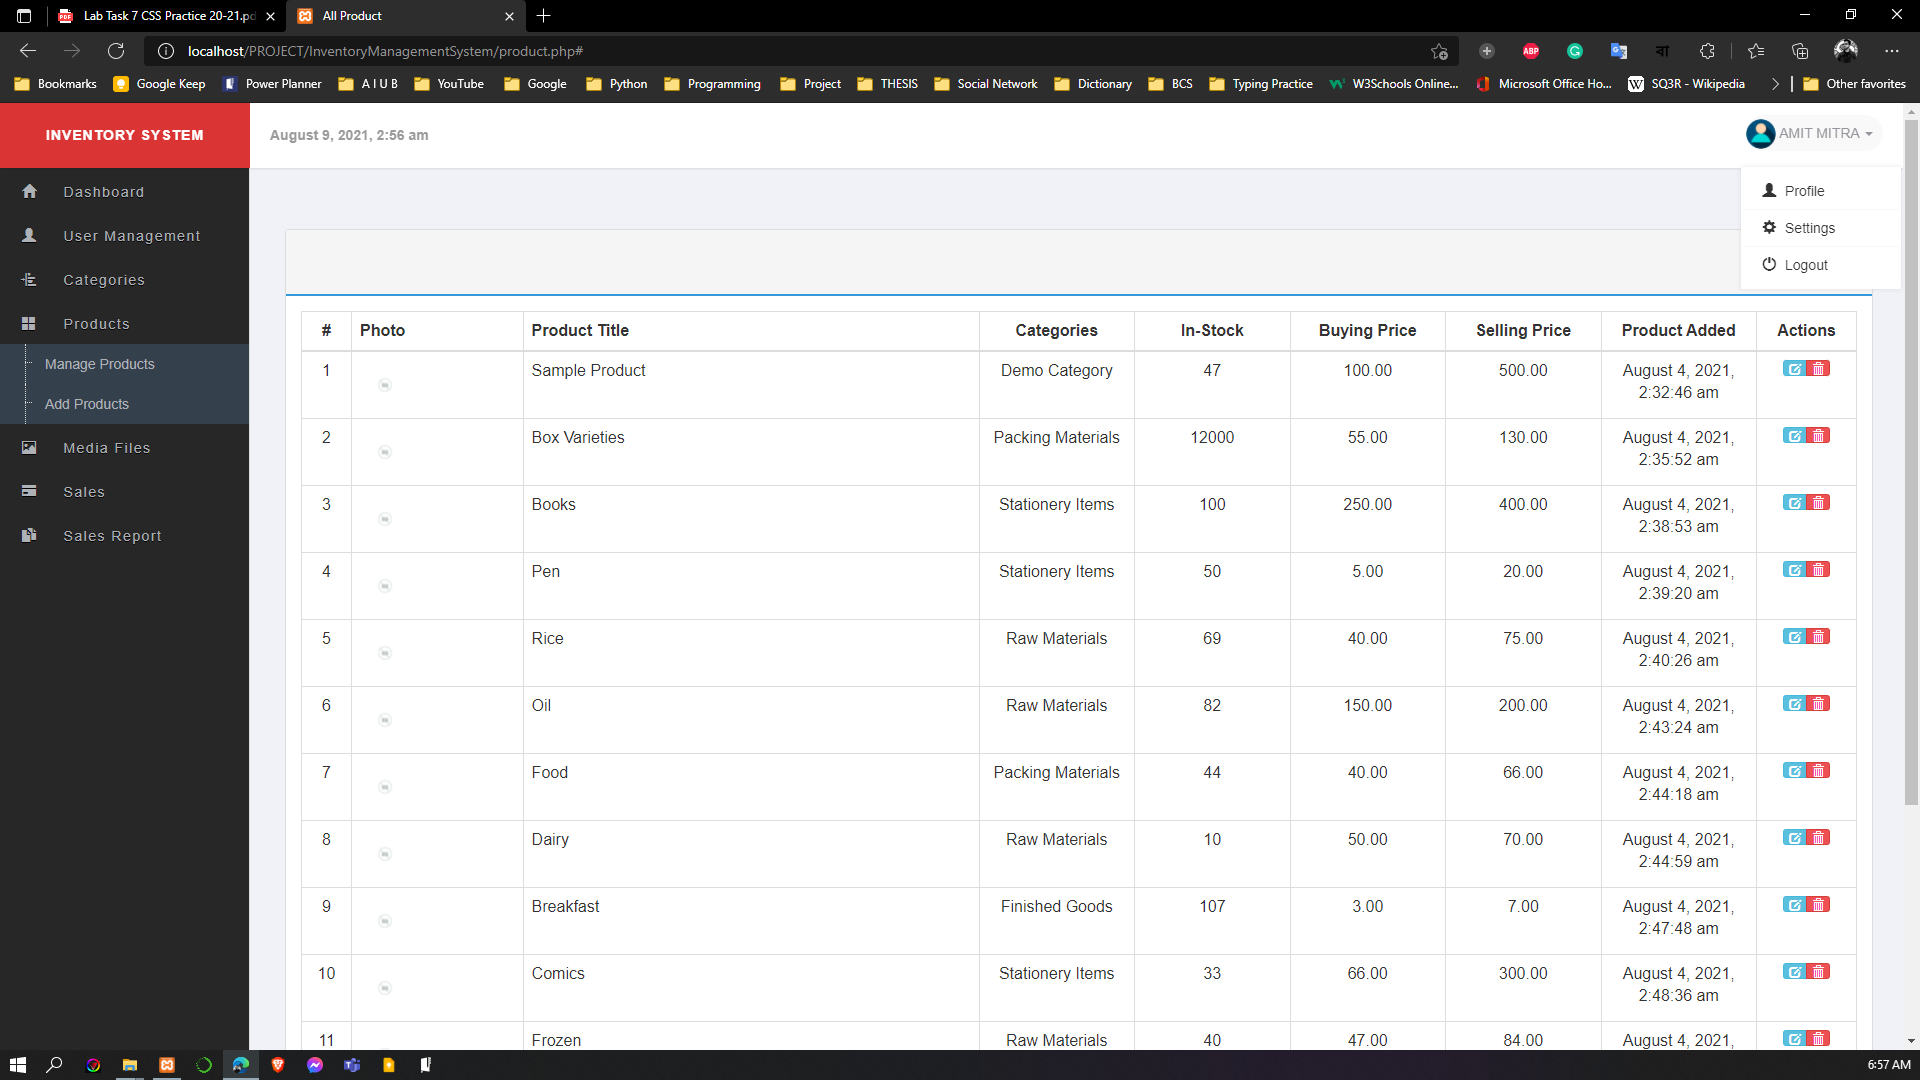 Lab Task 7 CSS Practice 20-21.pd
All Product
localhost/PROJECT/InventoryManagementSystem/product.php#
ABP
বা
Bookmarks Google Keep Power Planner A I U B YouTube Google Python Programming Project THESIS Social Network Dictionary BCS Typing Practice W3Schools Online... Microsoft Office Ho... SQ3R - Wikipedia Other favorites
INVENTORY SYSTEM
August 9, 2021, 2:56 am
AMIT MITRA
Profile
Settings
Logout
Dashboard
User Management
Categories
Products
Manage Products
Add Products
Media Files
Sales
Sales Report
# Photo Product Title Categories In-Stock Buying Price Selling Price Product Added Actions
1 Sample Product Demo Category 47 100.00 500.00 August 4, 2021,
2:32:46 am
2 Box Varieties Packing Materials 12000 55.00 130.00 August 4, 2021,
2:35:52 am
3 Books Stationery Items 100 250.00 400.00 August 4, 2021,
2:38:53 am
4 Pen Stationery Items 50 5.00 20.00 August 4, 2021,
2:39:20 am
5 Rice Raw Materials 69 40.00 75.00 August 4, 2021,
2:40:26 am
6 Oil Raw Materials 82 150.00 200.00 August 4, 2021,
2:43:24 am
7 Food Packing Materials 44 40.00 66.00 August 4, 2021,
2:44:18 am
8 Dairy Raw Materials 10 50.00 70.00 August 4, 2021,
2:44:59 am
9 Breakfast Finished Goods 107 3.00 7.00 August 4, 2021,
2:47:48 am
10 Comics Stationery Items 33 66.00 300.00 August 4, 2021,
2:48:36 am
11 Frozen Raw Materials 40 47.00 84.00 August 4, 2021,
6:57 AM